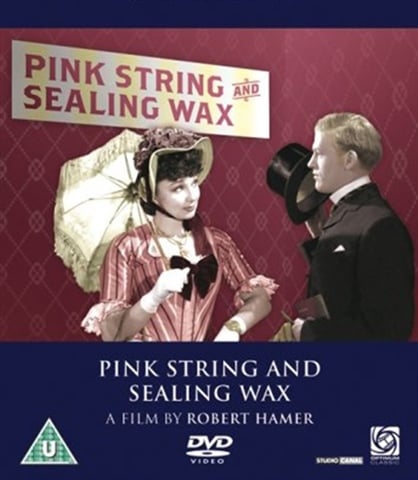 PINK STRING AND
SEALING WAX
PINK STRING AND
SEALING WAX
A FILM BY ROBERT HAMER
U
DVD
VIDEO
STUDIO CANAL
OPTIMUM
CLASSIC